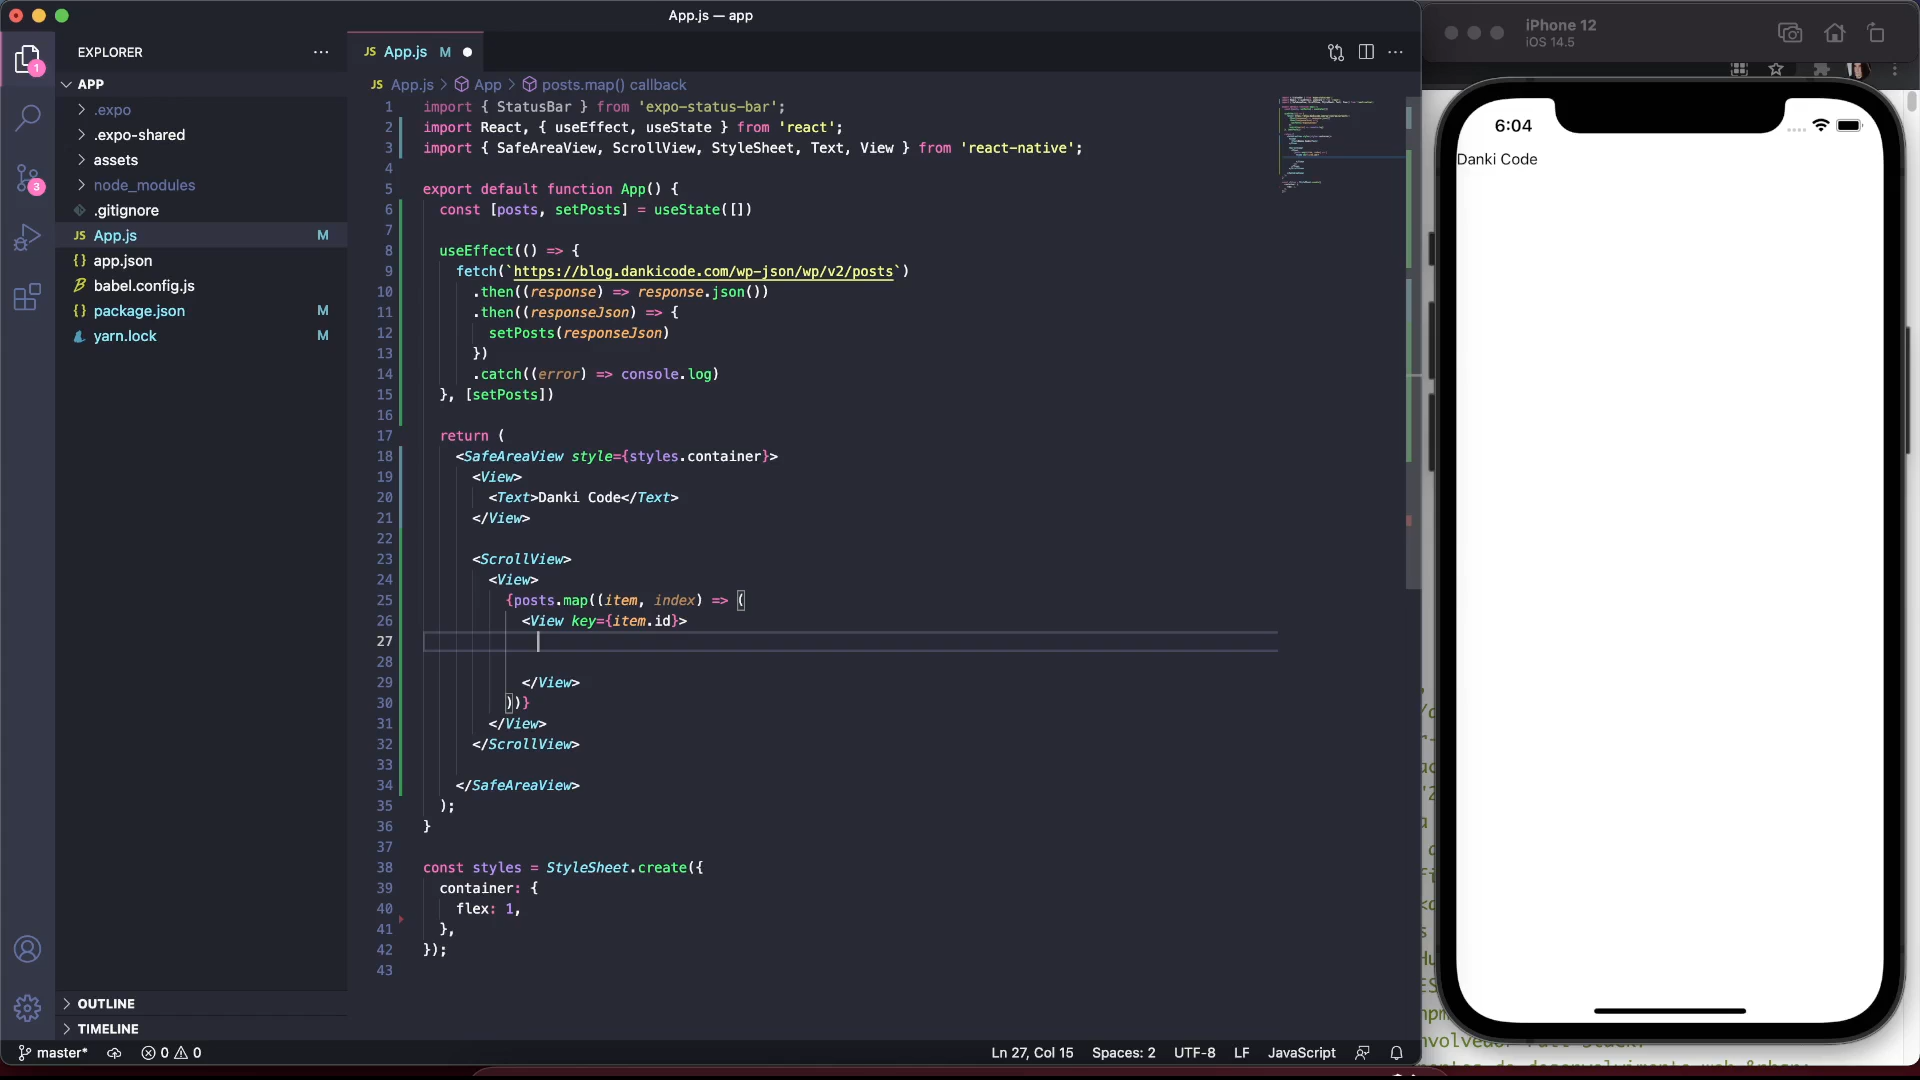 App.js — app
EXPLORER
APP
.expo
.expo-shared
assets
node_modules
.gitignore
JS App.js M
{} app.json
babel.config.js
{} package.json M
yarn.lock M
OUTLINE
TIMELINE
1
3
JS App.js M
JS App.js > App > posts.map() callback
1 import { StatusBar } from 'expo-status-bar';
2 import React, { useEffect, useState } from 'react';
3 import { SafeAreaView, ScrollView, StyleSheet, Text, View } from 'react-native';
4
5 export default function App() {
6 const [posts, setPosts] = useState([])
7
8 useEffect(() => {
9 fetch(`https://blog.dankicode.com/wp-json/wp/v2/posts`)
10 .then((response) => response.json())
11 .then((responseJson) => {
12 setPosts(responseJson)
13 })
14 .catch((error) => console.log)
15 }, [setPosts])
16
17 return (
18 <SafeAreaView style={styles.container}>
19 <View>
20 <Text>Danki Code</Text>
21 </View>
22
23 <ScrollView>
24 <View>
25 {posts.map((item, index) => (
26 <View key={item.id}>
27
28
29 </View>
30 ))}
31 </View>
32 </ScrollView>
33
34 </SafeAreaView>
35 );
36 }
37
38 const styles = StyleSheet.create({
39 container: {
40 flex: 1,
41 },
42 });
43
master* 0 0
Ln 27, Col 15 Spaces: 2 UTF-8 LF JavaScript
iPhone 12
iOS 14.5
6:04
Danki Code